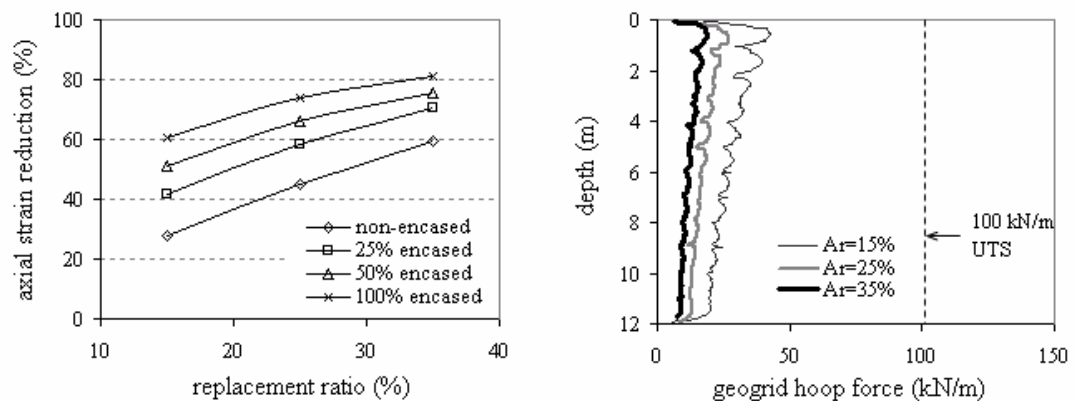 axial strain reduction (%)
100
80
60
40
20
0
10
20
30
40
replacement ratio (%)
non-encased
25% encased
50% encased
100% encased
depth (m)
0
2
4
6
8
10
12
0
50
100
150
geogrid hoop force (kN/m)
Ar=15%
Ar=25%
Ar=35%
100 kN/m
UTS